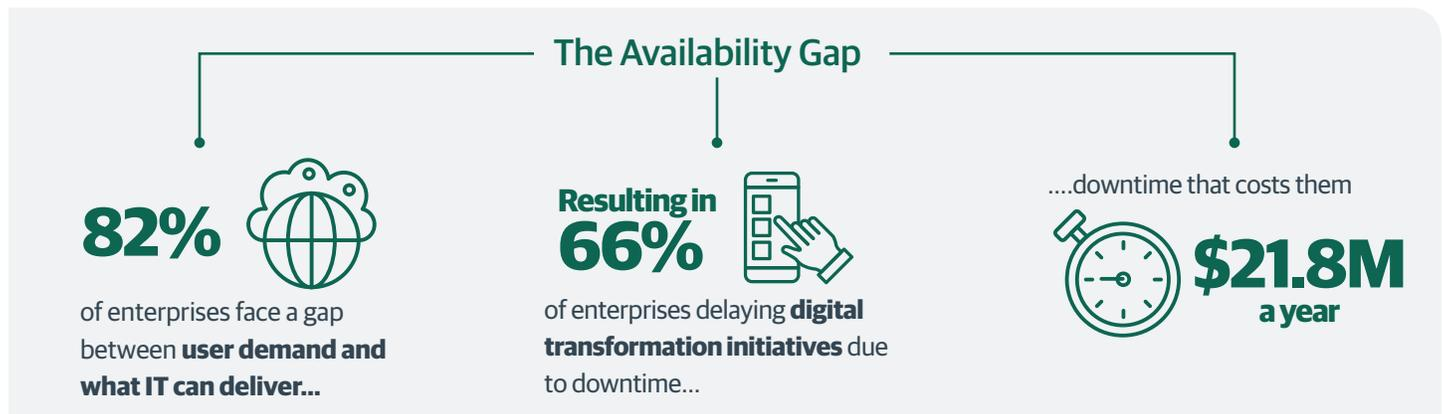 The Availability Gap
82%
of enterprises face a gap
between user demand and
what IT can deliver...
Resulting in
66%
of enterprises delaying digital
transformation initiatives due
to downtime...
....downtime that costs them
$21.8M
a year